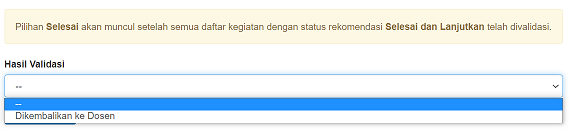 Pilihan Selesai akan muncul setelah semua daftar kegiatan dengan status rekomendasi Selesai dan Lanjutkan telah divalidasi.
Hasil Validasi
--
--
Dikembalikan ke Dosen